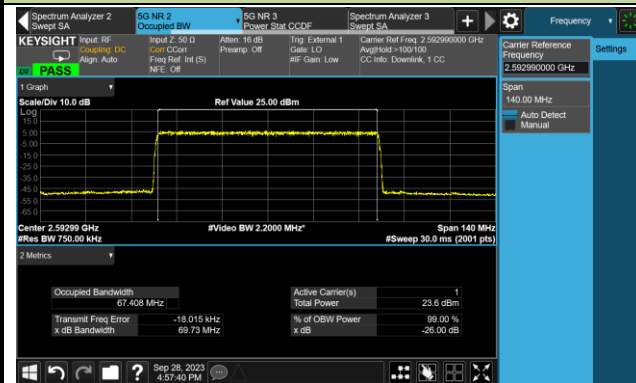 Spectrum Analyzer 2
Swept SA
5G NR 2
Occupied BW
5G NR 3
Power Stat CCDF
Spectrum Analyzer 3
Swept SA
Frequency
KEYSIGHT
Input: RF
Coupling: DC
Align: Auto
Input Z: 50 Ω
Corr CCorr
Freq Ref: Int (S)
NFE: Off
Atten: 16 dB
Preamp: Off
Trig: External 1
Gate: LO
#IF Gain: Low
Carrier Ref Freq: 2.592990000 GHz
Avg|Hold:>100/100
CC Info: Downlink, 1 CC
PASS
Carrier Reference
Frequency
2.592990000 GHz
Settings
Span
140.00 MHz
Auto Detect
Manual
1 Graph
Scale/Div 10.0 dB
Ref Value 25.00 dBm
Log
15.0
5.00
-5.00
-15.0
-25.0
-35.0
-45.0
-55.0
-65.0
Center 2.59299 GHz
#Res BW 750.00 kHz
#Video BW 2.2000 MHz*
Span 140 MHz
#Sweep 30.0 ms (2001 pts)
2 Metrics
Occupied Bandwidth
67.408 MHz
Transmit Freq Error -18.015 kHz
x dB Bandwidth 69.73 MHz
Active Carrier(s) 1
Total Power 23.6 dBm
% of OBW Power 99.00 %
x dB -26.00 dB
Sep 28, 2023
4:57:40 PM